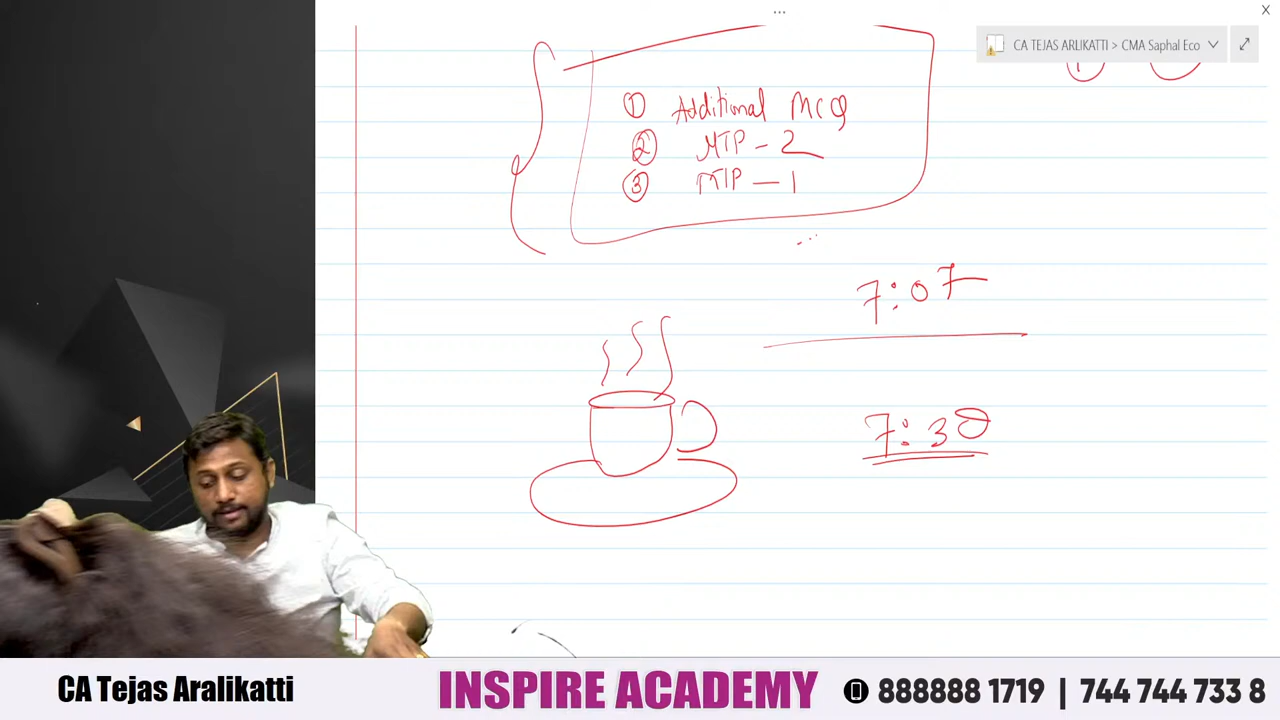 ...
X
CA TEJAS ARLIKATTI > CMA Saphal Eco
① Additional MCQ
② MTP - 2
③ MTP — 1
7:07
7:30
CA Tejas Aralikatti
INSPIRE ACADEMY
888888 1719 | 744 744 733 8